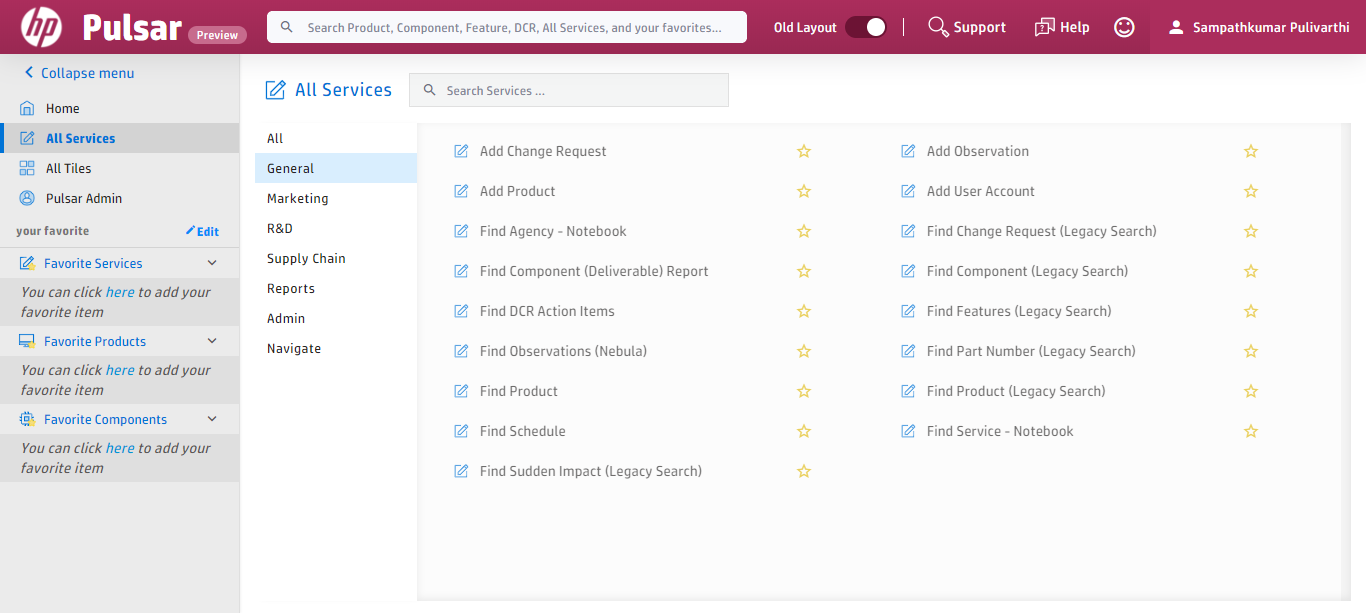 hp Pulsar Preview
Search Product, Component, Feature, DCR, All Services, and your favorites...
Old Layout
Support
Help
Sampathkumar Pulivarthi
Collapse menu
Home
All Services
All Tiles
Pulsar Admin
your favorite Edit
Favorite Services
You can click here to add your
favorite item
Favorite Products
You can click here to add your
favorite item
Favorite Components
You can click here to add your
favorite item
All Services
Search Services ...
All
General
Marketing
R&D
Supply Chain
Reports
Admin
Navigate
Add Change Request
Add Observation
Add Product
Add User Account
Find Agency - Notebook
Find Change Request (Legacy Search)
Find Component (Deliverable) Report
Find Component (Legacy Search)
Find DCR Action Items
Find Features (Legacy Search)
Find Observations (Nebula)
Find Part Number (Legacy Search)
Find Product
Find Product (Legacy Search)
Find Schedule
Find Service - Notebook
Find Sudden Impact (Legacy Search)